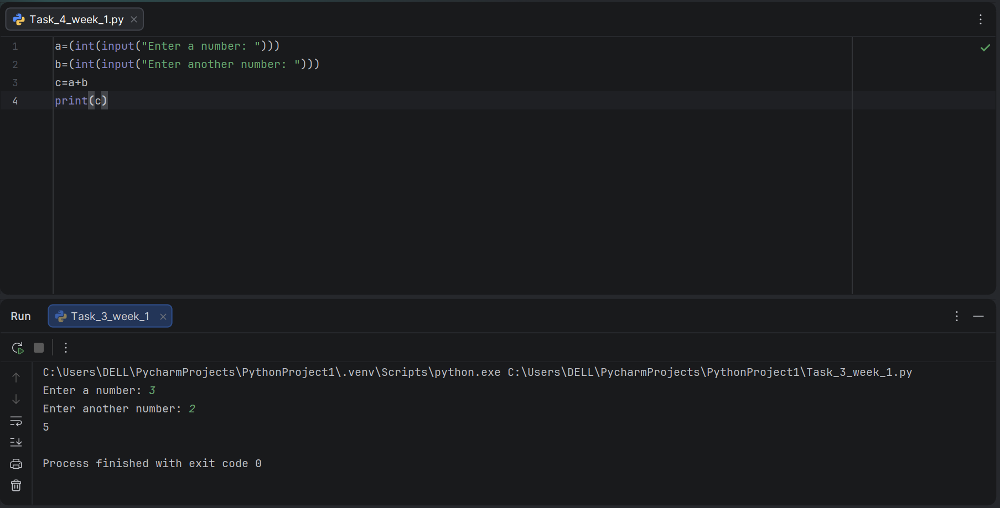 Task_4_week_1.py
1 a=(int(input("Enter a number: ")))
2 b=(int(input("Enter another number: ")))
3 c=a+b
4 print(c)
Run Task_3_week_1
C:\Users\DELL\PycharmProjects\PythonProject1\.venv\Scripts\python.exe C:\Users\DELL\PycharmProjects\PythonProject1\Task_3_week_1.py
Enter a number: 3
Enter another number: 2
5
Process finished with exit code 0